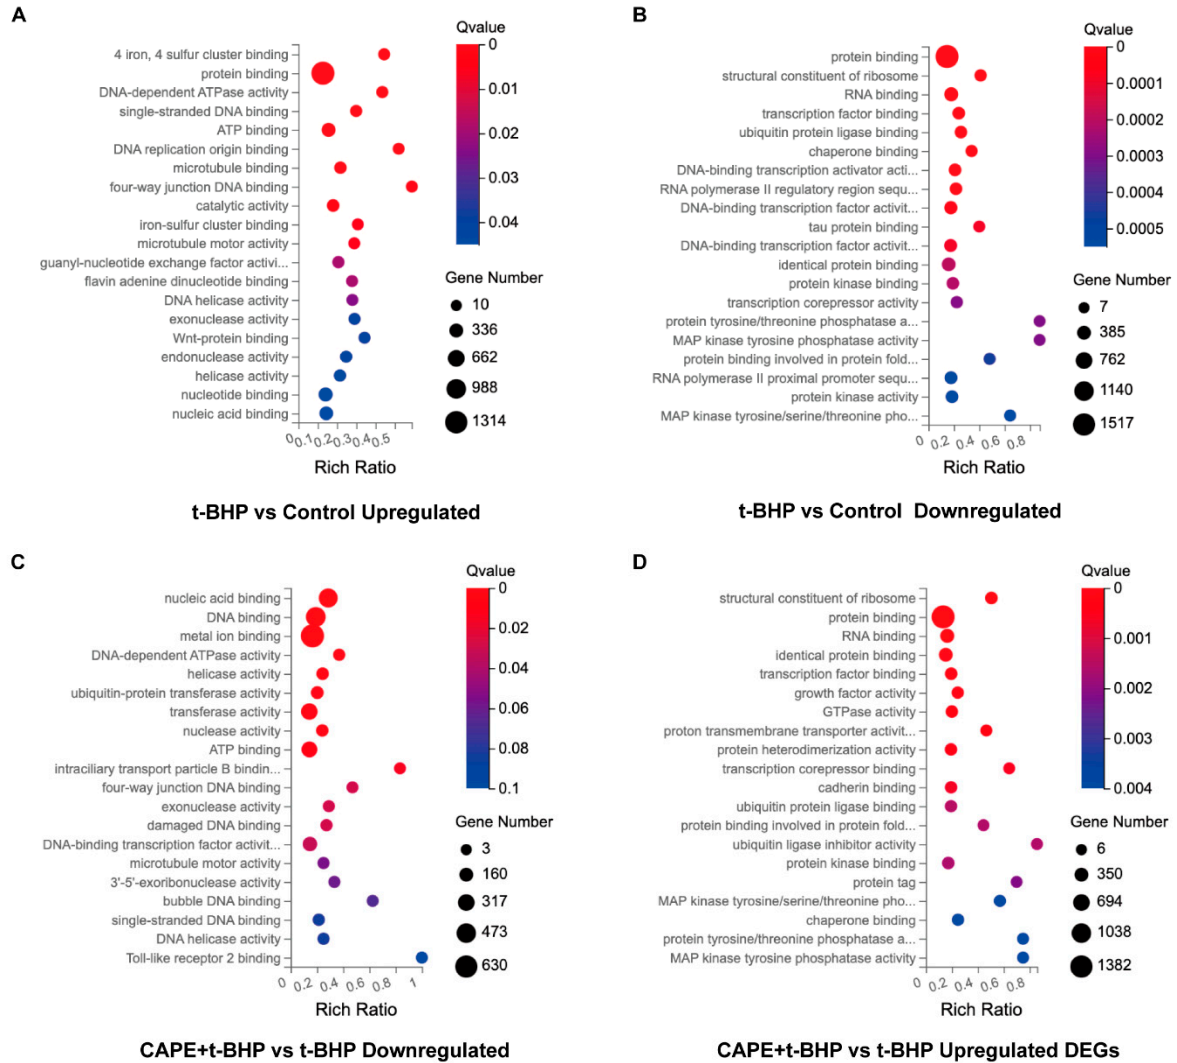 A
Qvalue
4 iron, 4 sulfur cluster binding
protein binding
DNA-dependent ATPase activity
single-stranded DNA binding
ATP binding
DNA replication origin binding
microtubule binding
four-way junction DNA binding
catalytic activity
iron-sulfur cluster binding
microtubule motor activity
guanyl-nucleotide exchange factor activi...
flavin adenine dinucleotide binding
DNA helicase activity
exonuclease activity
Wnt-protein binding
endonuclease activity
helicase activity
nucleotide binding
nucleic acid binding
0 0.1 0.2 0.3 0.4 0.5
Rich Ratio
0
0.01
0.02
0.03
0.04
Gene Number
10
336
662
988
1314
t-BHP vs Control Upregulated
B
Qvalue
protein binding
structural constituent of ribosome
RNA binding
transcription factor binding
ubiquitin protein ligase binding
chaperone binding
DNA-binding transcription activator acti...
RNA polymerase II regulatory region sequ...
DNA-binding transcription factor activit...
tau protein binding
DNA-binding transcription factor activit...
identical protein binding
protein kinase binding
transcription corepressor activity
protein tyrosine/threonine phosphatase a...
MAP kinase tyrosine phosphatase activity
protein binding involved in protein fold...
RNA polymerase II proximal promoter sequ...
protein kinase activity
MAP kinase tyrosine/serine/threonine pho...
0 0.2 0.4 0.6 0.8
Rich Ratio
0
0.0001
0.0002
0.0003
0.0004
0.0005
Gene Number
7
385
762
1140
1517
t-BHP vs Control Downregulated
C
Qvalue
nucleic acid binding
DNA binding
metal ion binding
DNA-dependent ATPase activity
helicase activity
ubiquitin-protein transferase activity
transferase activity
nuclease activity
ATP binding
intraciliary transport particle B bindin...
four-way junction DNA binding
exonuclease activity
damaged DNA binding
DNA-binding transcription factor activit...
microtubule motor activity
3'-5'-exoribonuclease activity
bubble DNA binding
single-stranded DNA binding
DNA helicase activity
Toll-like receptor 2 binding
0 0.2 0.4 0.6 0.8 1
Rich Ratio
0
0.02
0.04
0.06
0.08
0.1
Gene Number
3
160
317
473
630
CAPE+t-BHP vs t-BHP Downregulated
D
Qvalue
structural constituent of ribosome
protein binding
RNA binding
identical protein binding
transcription factor binding
growth factor activity
GTPase activity
proton transmembrane transporter activit...
protein heterodimerization activity
transcription corepressor binding
cadherin binding
ubiquitin protein ligase binding
protein binding involved in protein fold...
ubiquitin ligase inhibitor activity
protein kinase binding
protein tag
MAP kinase tyrosine/serine/threonine pho...
chaperone binding
protein tyrosine/threonine phosphatase a...
MAP kinase tyrosine phosphatase activity
0 0.2 0.4 0.6 0.8
Rich Ratio
0
0.001
0.002
0.003
0.004
Gene Number
6
350
694
1038
1382
CAPE+t-BHP vs t-BHP Upregulated DEGs